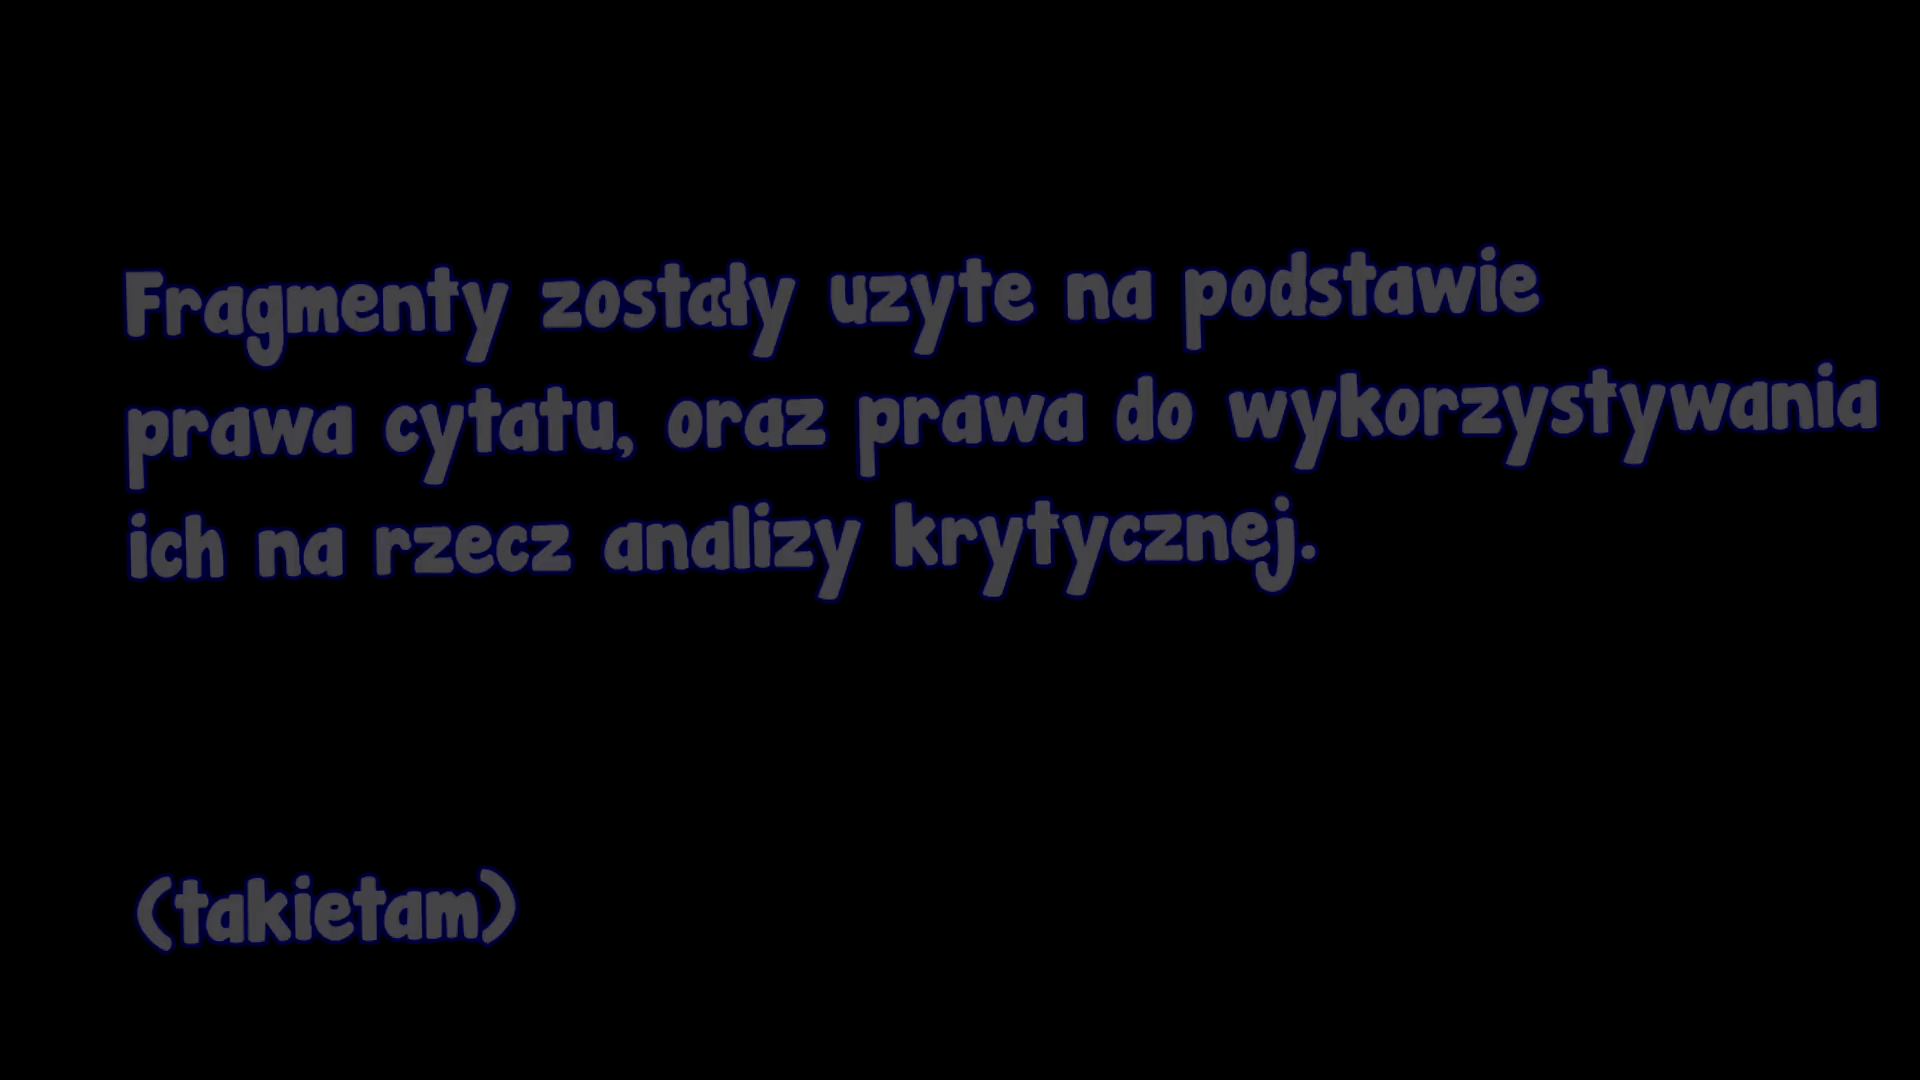 Fragmenty zostały uzyte na podstawie
prawa cytatu, oraz prawa do wykorzystywania
ich na rzecz analizy krytycznej.
(takietam)